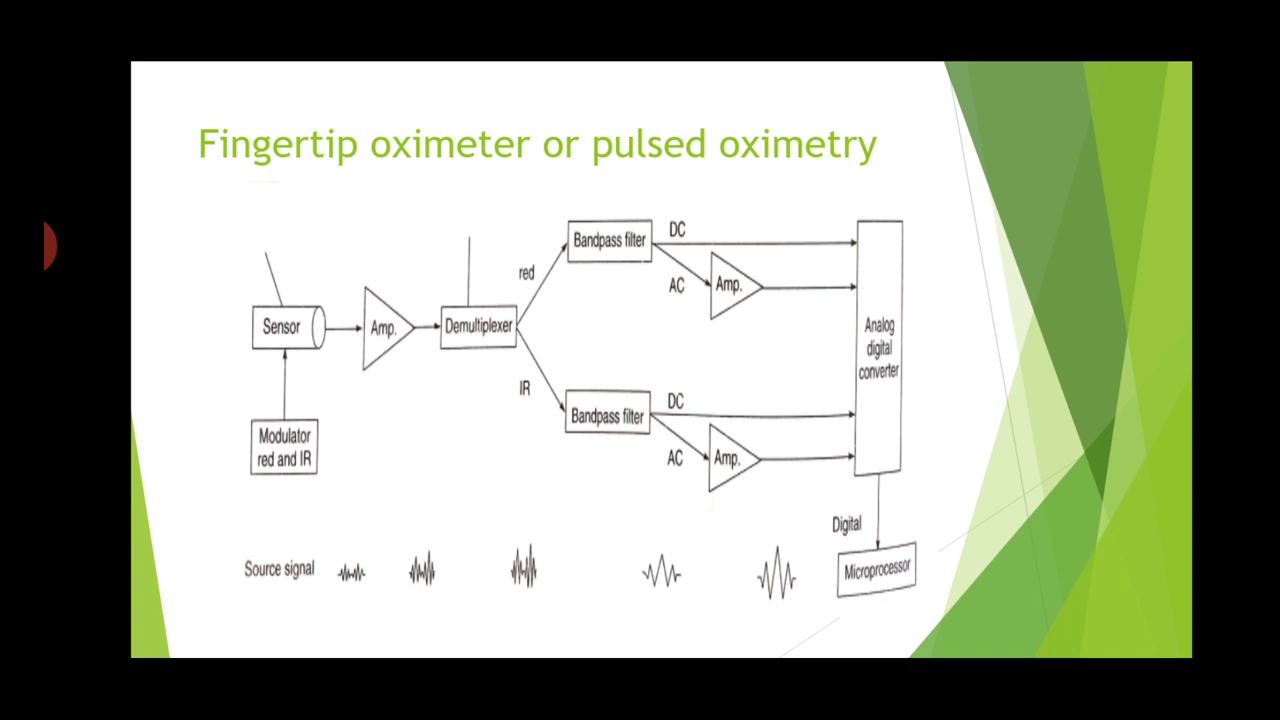 Fingertip oximeter or pulsed oximetry
Bandpass filter
DC
red
AC
Amp.
Sensor
Amp.
Demultiplexer
Analog
digital
converter
IR
Bandpass filter
DC
AC
Amp.
Modulator
red and IR
Digital
Source signal
Microprocessor